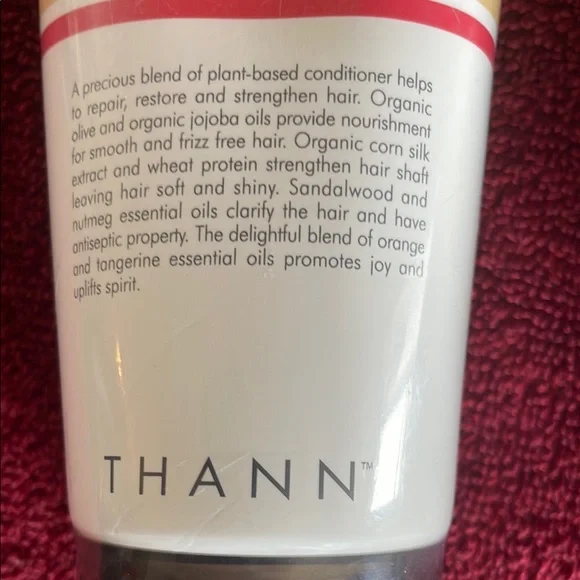 A precious blend of plant-based conditioner helps
to repair, restore and strengthen hair. Organic
olive and organic jojoba oils provide nourishment
for smooth and frizz free hair. Organic corn silk
extract and wheat protein strengthen hair shaft
leaving hair soft and shiny. Sandalwood and
nutmeg essential oils clarify the hair and have
antiseptic property. The delightful blend of orange
and tangerine essential oils promotes joy and
uplifts spirit.
THANN™